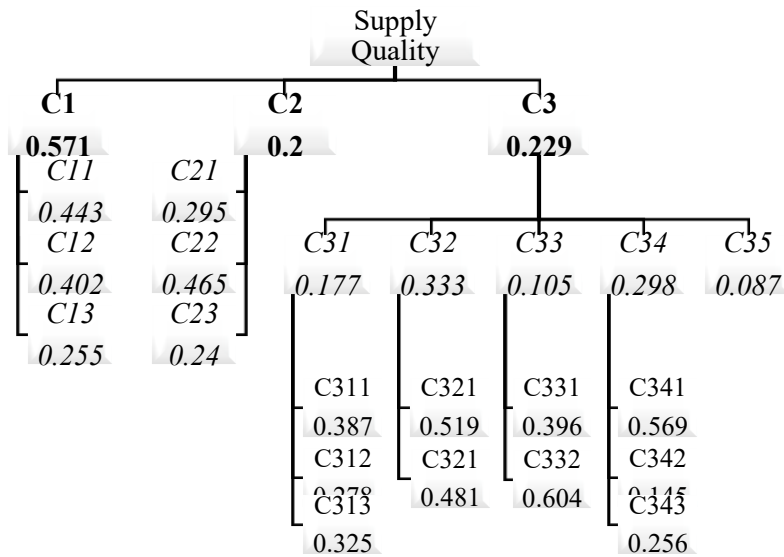 Supply
Quality
C1 C2 C3
0.571 0.2 0.229
C11 C21
0.443 0.295
C12 C22 C31 C32 C33 C34 C35
0.402 0.465 0.177 0.333 0.105 0.298 0.087
C13 C23
0.255 0.24
C311 C321 C331 C341
0.387 0.519 0.396 0.569
C312 C321 C332 C342
0.481 0.604
C313 C343
0.325 0.256